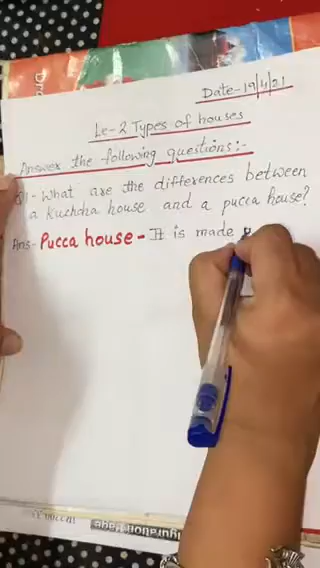 Date-19/4/21
Le-2 Types of houses
Answer the following questions:-
Q1- What are the differences between
a Kuchcha house and a pucca house?
Ans- Pucca house- It is made